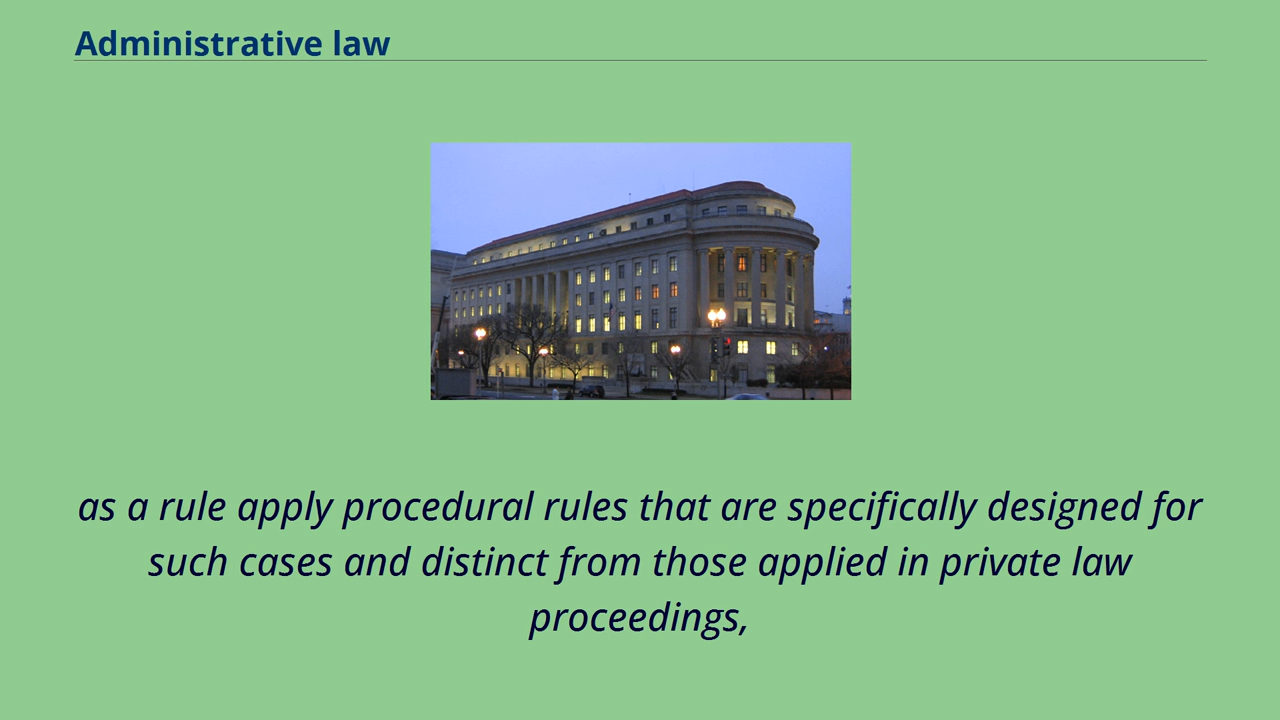 Administrative law
as a rule apply procedural rules that are specifically designed for
such cases and distinct from those applied in private law
proceedings,